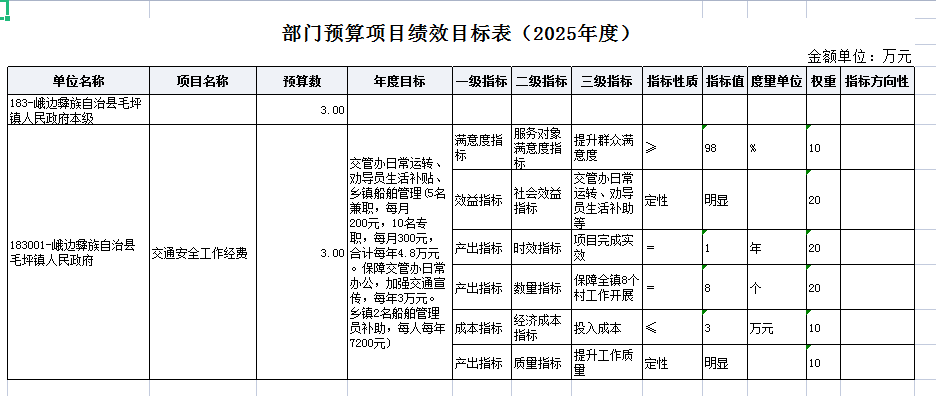 部门预算项目绩效目标表（2025年度）
金额单位：万元
单位名称 项目名称 预算数 年度目标 一级指标 二级指标 三级指标 指标性质 指标值 度量单位 权重 指标方向性
183-峨边彝族自治县毛坪
镇人民政府本级
3.00
183001-峨边彝族自治县
毛坪镇人民政府
交通安全工作经费
3.00
交管办日常运转、
劝导员生活补贴、
乡镇船舶管理（5名
兼职，每月
200元，10名专
职，每月300元，
合计每年4.8万元
。保障交管办日常
办公，加强交通宣
传，每年3万元。
乡镇2名船舶管理
员补助，每人每年
7200元）
满意度指
标
服务对象
满意度指
标
提升群众满
意度
≥ 98 % 10
效益指标
社会效益
指标
交管办日常
运转、劝导
员生活补助
等
定性 明显 20
产出指标 时效指标
项目完成实
效
＝ 1 年 20
产出指标 数量指标
保障全镇8个
村工作开展
＝ 8 个 20
成本指标
经济成本
指标
投入成本 ≤ 3 万元 10
产出指标 质量指标
提升工作质
量
定性 明显 10